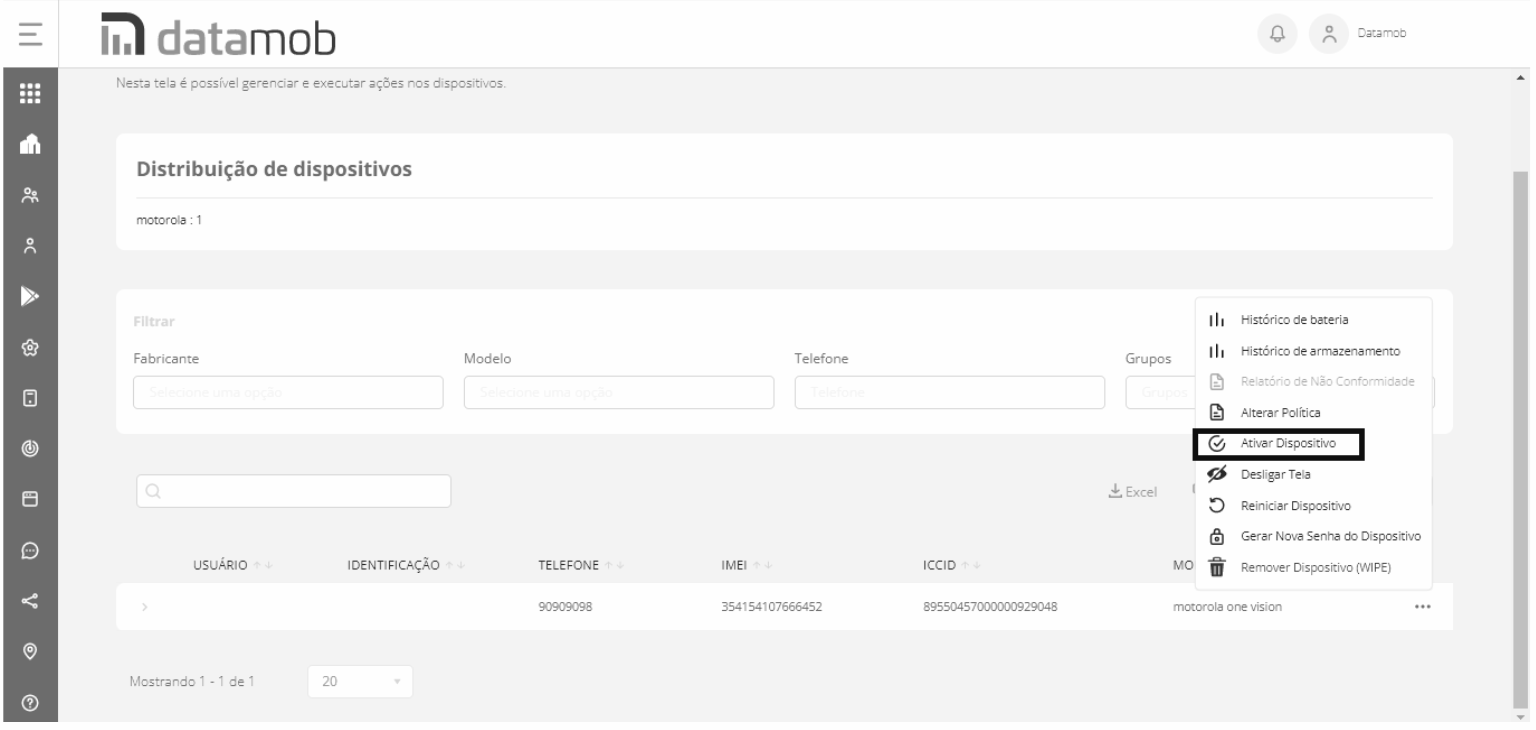 datamob
Datamob
Nesta tela é possível gerenciar e executar ações nos dispositivos.
Distribuição de dispositivos
motorola : 1
Filtrar
Fabricante
Modelo
Telefone
Grupos
Selecione uma opção
Selecione uma opção
Telefone
Grupos
Histórico de bateria
Histórico de armazenamento
Relatório de Não Conformidade
Alterar Política
Ativar Dispositivo
Desligar Tela
Reiniciar Dispositivo
Gerar Nova Senha do Dispositivo
Remover Dispositivo (WIPE)
Excel
USUÁRIO
IDENTIFICAÇÃO
TELEFONE
IMEI
ICCID
MO
90909098
354154107666452
89550457000000929048
motorola one vision
Mostrando 1 - 1 de 1
20